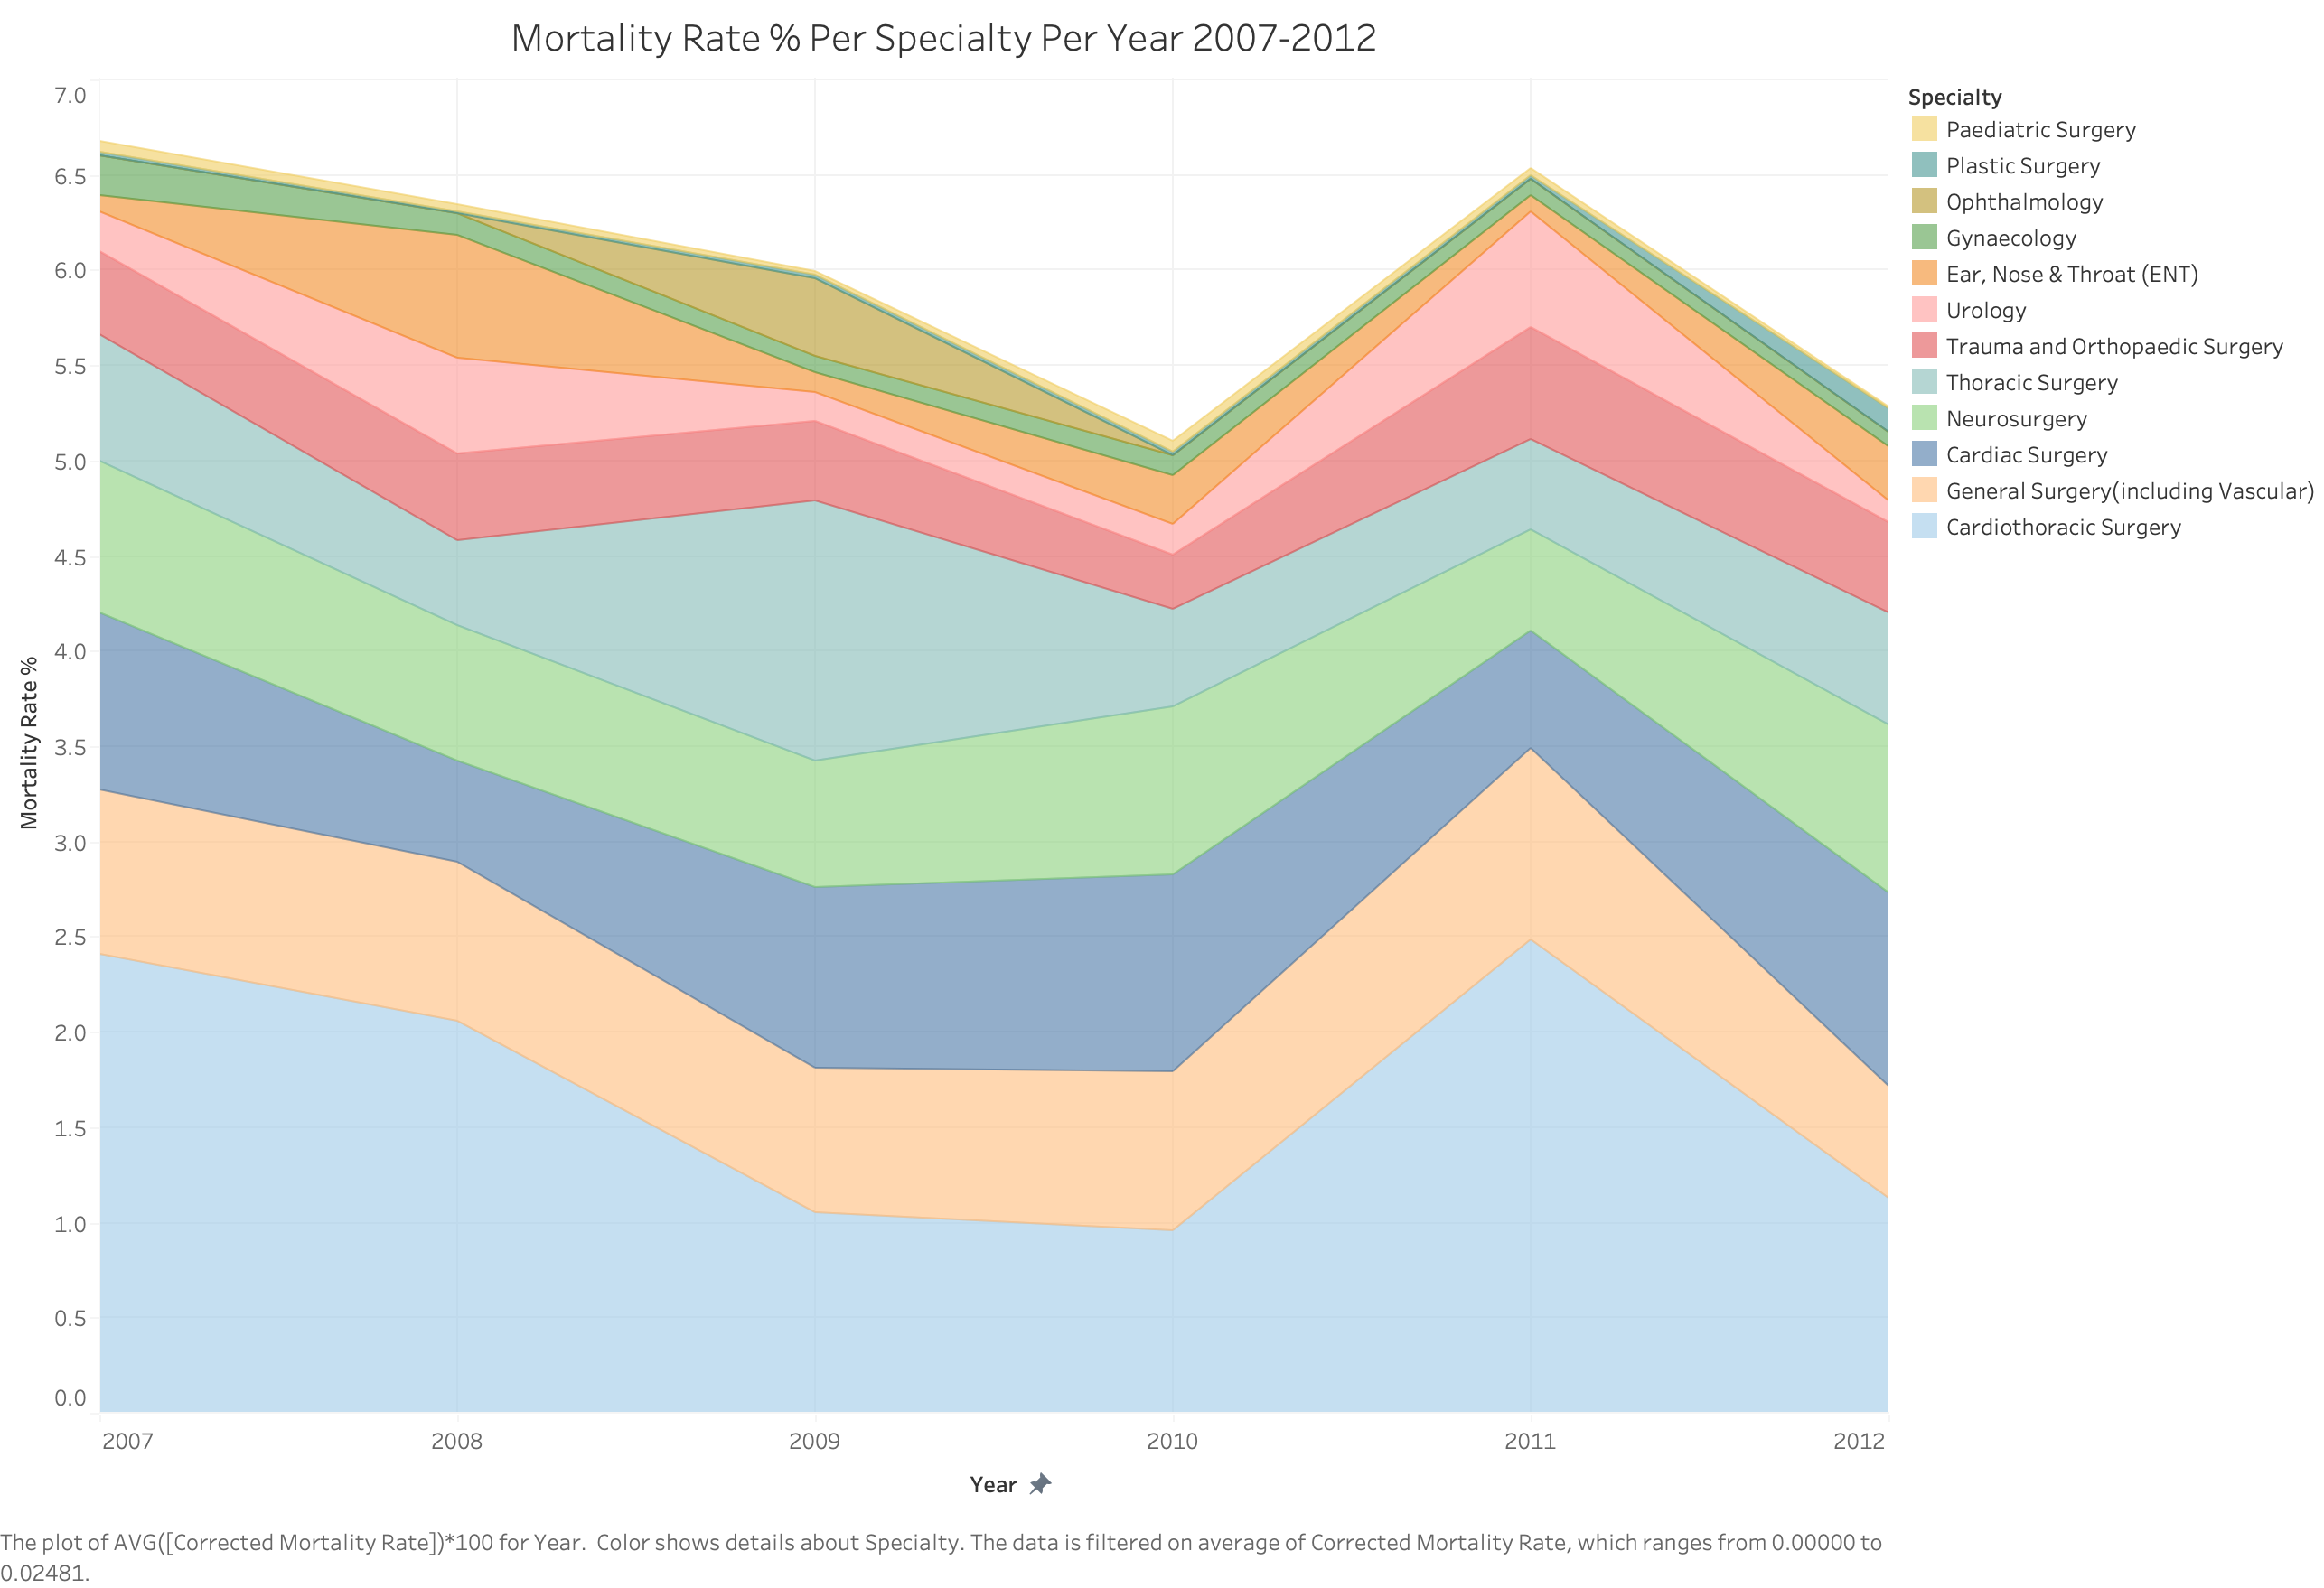 Mortality Rate % Per Specialty Per Year 2007-2012
7.0
6.5
6.0
5.5
5.0
4.5
4.0
3.5
3.0
2.5
2.0
1.5
1.0
0.5
0.0
Mortality Rate %
2007 2008 2009 2010 2011 2012
Year
Specialty
Paediatric Surgery
Plastic Surgery
Ophthalmology
Gynaecology
Ear, Nose & Throat (ENT)
Urology
Trauma and Orthopaedic Surgery
Thoracic Surgery
Neurosurgery
Cardiac Surgery
General Surgery(including Vascular)
Cardiothoracic Surgery
The plot of AVG([Corrected Mortality Rate])*100 for Year.  Color shows details about Specialty. The data is filtered on average of Corrected Mortality Rate, which ranges from 0.00000 to
0.02481.